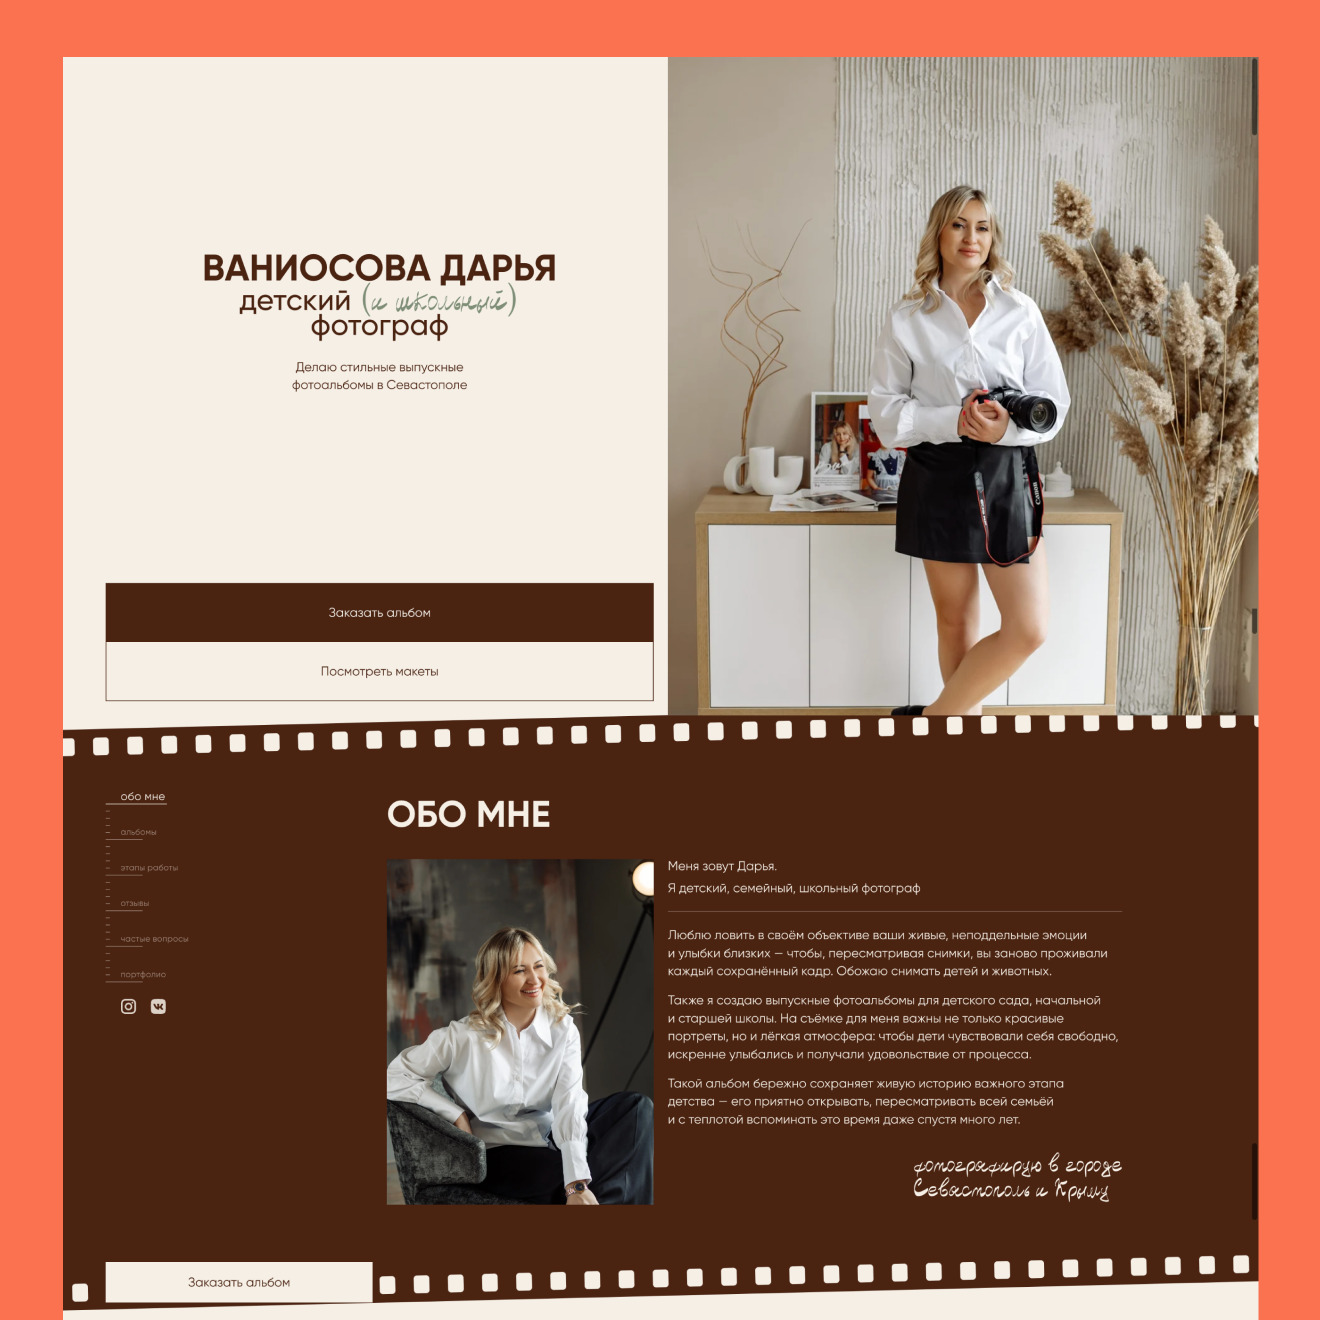 ВАНИОСОВА ДАРЬЯ
детский (и школьный)
фотограф
Делаю стильные выпускные
фотоальбомы в Севастополе
Заказать альбом
Посмотреть макеты
Canon
обо мне
альбомы
этапы работы
отзывы
частые вопросы
портфолио
ОБО МНЕ
Меня зовут Дарья.
Я детский, семейный, школьный фотограф
Люблю ловить в своём объективе ваши живые, неподдельные эмоции
и улыбки близких — чтобы, пересматривая снимки, вы заново проживали
каждый сохранённый кадр. Обожаю снимать детей и животных.
Также я создаю выпускные фотоальбомы для детского сада, начальной
и старшей школы. На съёмке для меня важны не только красивые
портреты, но и лёгкая атмосфера: чтобы дети чувствовали себя свободно,
искренне улыбались и получали удовольствие от процесса.
Такой альбом бережно сохраняет живую историю важного этапа
детства — его приятно открывать, пересматривать всей семьёй
и с теплотой вспоминать это время даже спустя много лет.
фотографирую в городе
Севастополь и Крыму
Заказать альбом